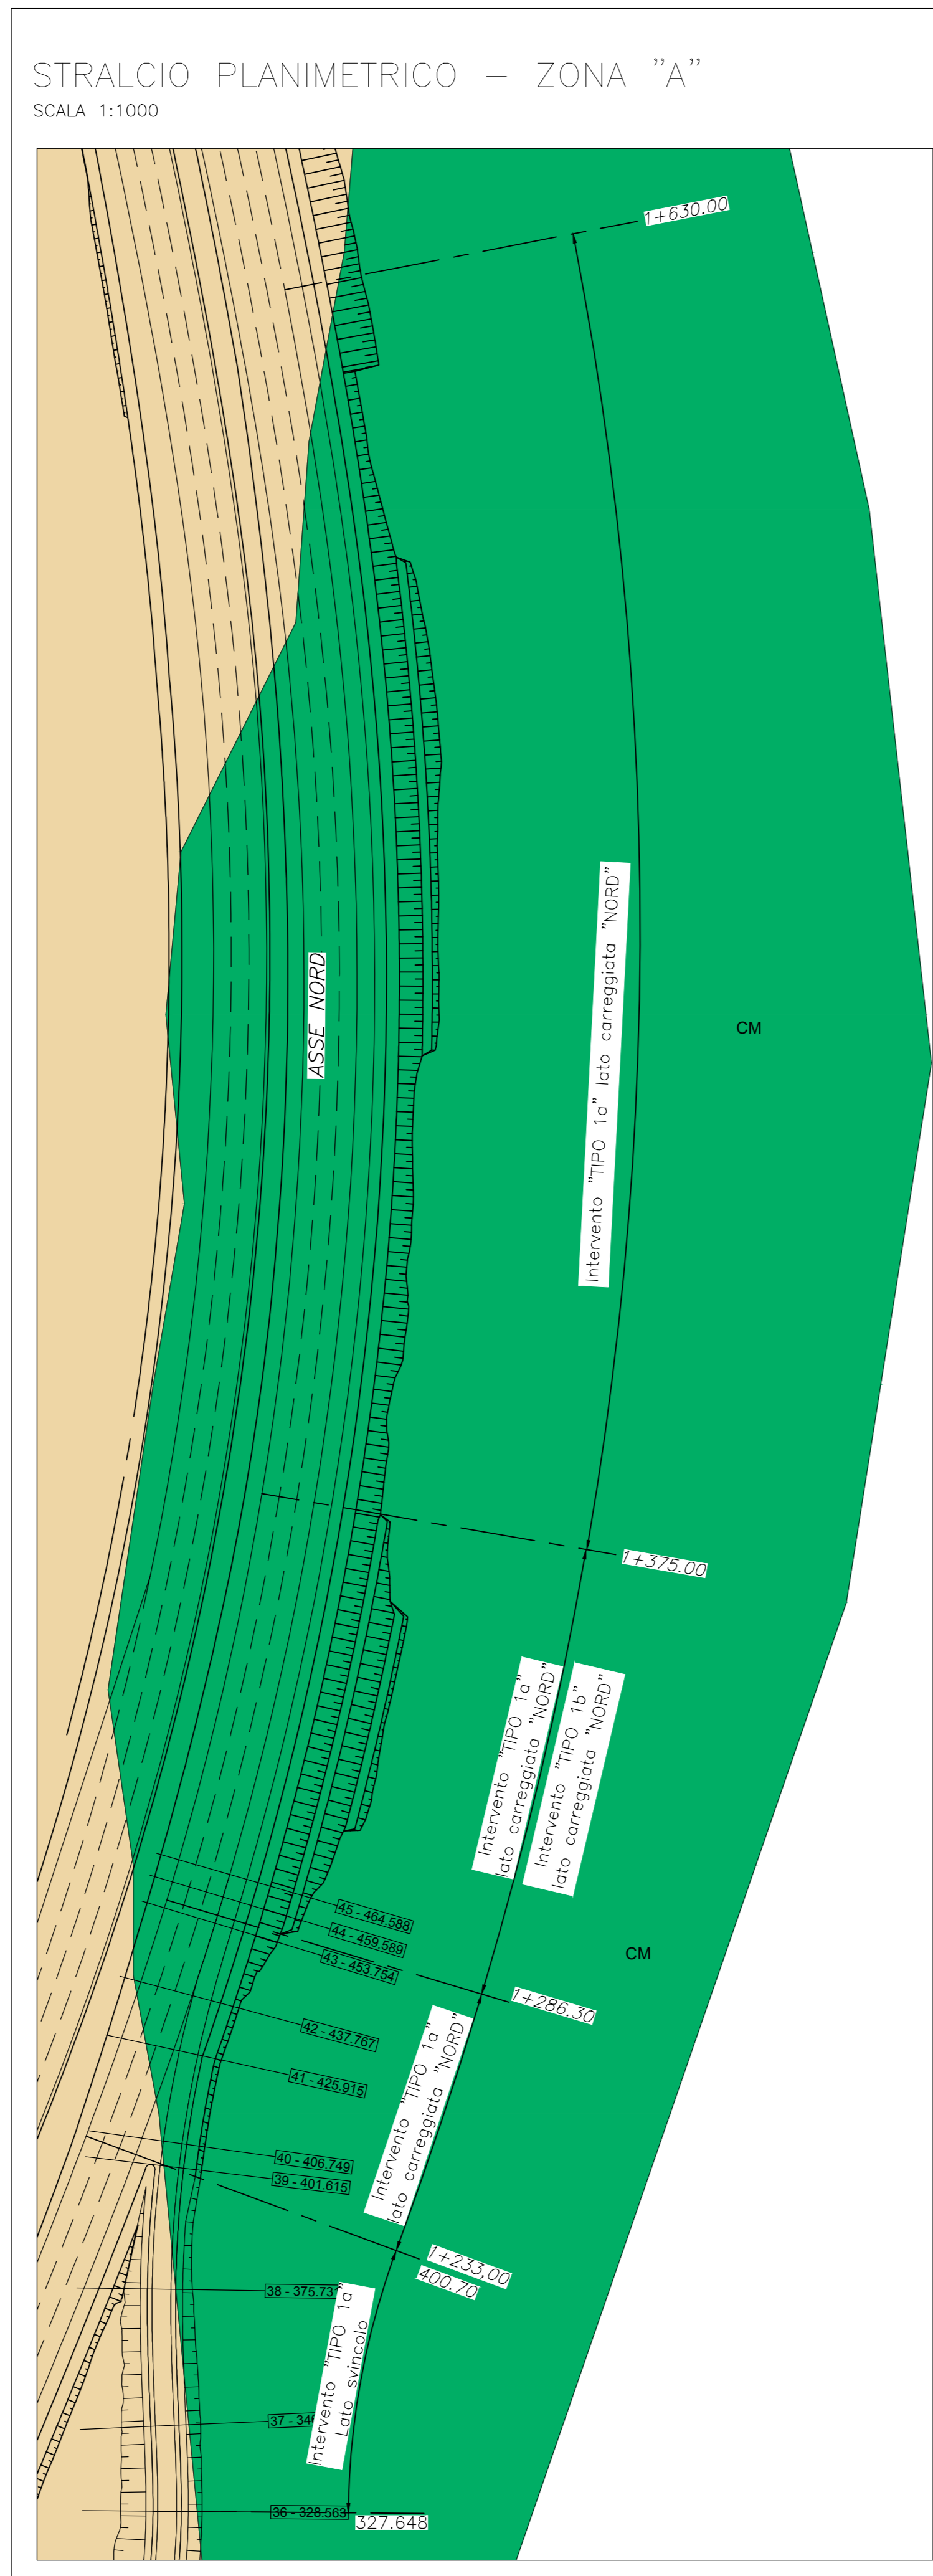 STRALCIO PLANIMETRICO – ZONA "A"
SCALA 1:1000
1+630.00
Intervento "TIPO 1a" lato carreggiata "NORD"
ASSE NORD
CM
1+375.00
Intervento "TIPO 1a"
lato carreggiata "NORD"
Intervento "TIPO 1b"
lato carreggiata "NORD"
45 - 464.588
44 - 459.589
43 - 453.754
CM
1+286.30
42 - 437.767
41 - 425.915
Intervento "TIPO 1a"
lato carreggiata "NORD"
40 - 406.749
39 - 401.615
1+233,00
400.70
38 - 375.73
Intervento "TIPO 1a"
Lato svincolo
37 -
36 - 328.563
327.648